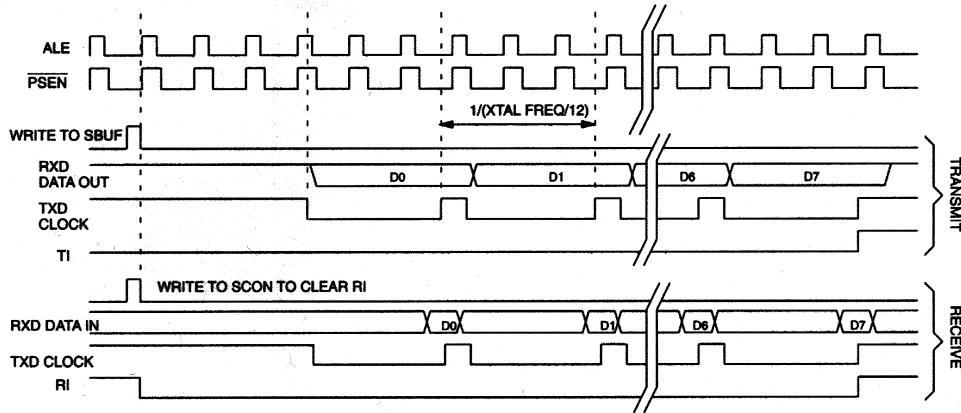 ALE
PSEN
1/(XTAL FREQ/12)
WRITE TO SBUF
RXD
DATA OUT
D0
D1
D6
D7
TXD
CLOCK
TI
TRANSMIT
WRITE TO SCON TO CLEAR RI
RXD DATA IN
D0
D1
D6
D7
TXD CLOCK
RI
RECEIVE